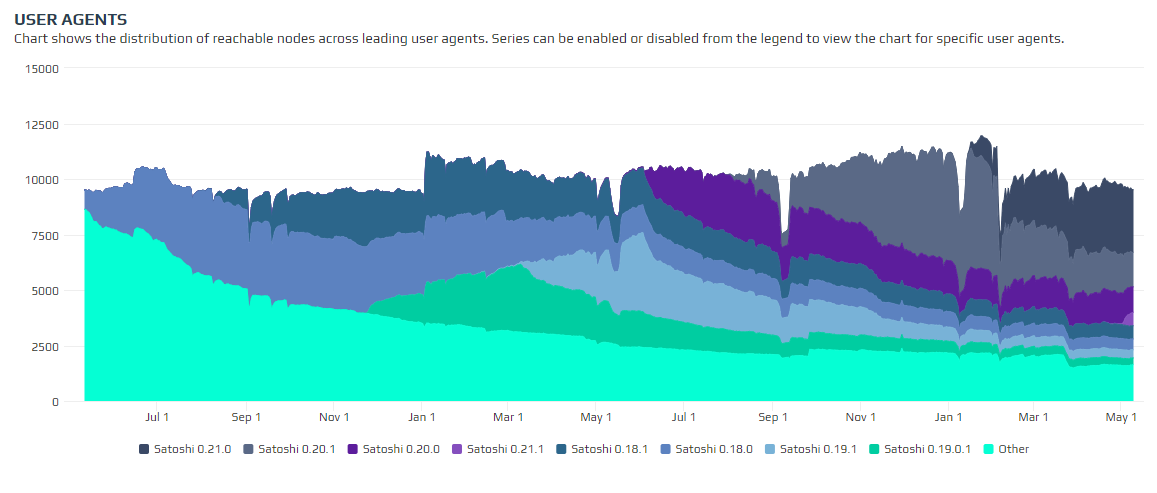 USER AGENTS
Chart shows the distribution of reachable nodes across leading user agents. Series can be enabled or disabled from the legend to view the chart for specific user agents.
15000
12500
10000
7500
5000
2500
0
Jul 1 Sep 1 Nov 1 Jan 1 Mar 1 May 1 Jul 1 Sep 1 Nov 1 Jan 1 Mar 1 May 1
Satoshi 0.21.0 Satoshi 0.20.1 Satoshi 0.20.0 Satoshi 0.21.1 Satoshi 0.18.1 Satoshi 0.18.0 Satoshi 0.19.1 Satoshi 0.19.0.1 Other